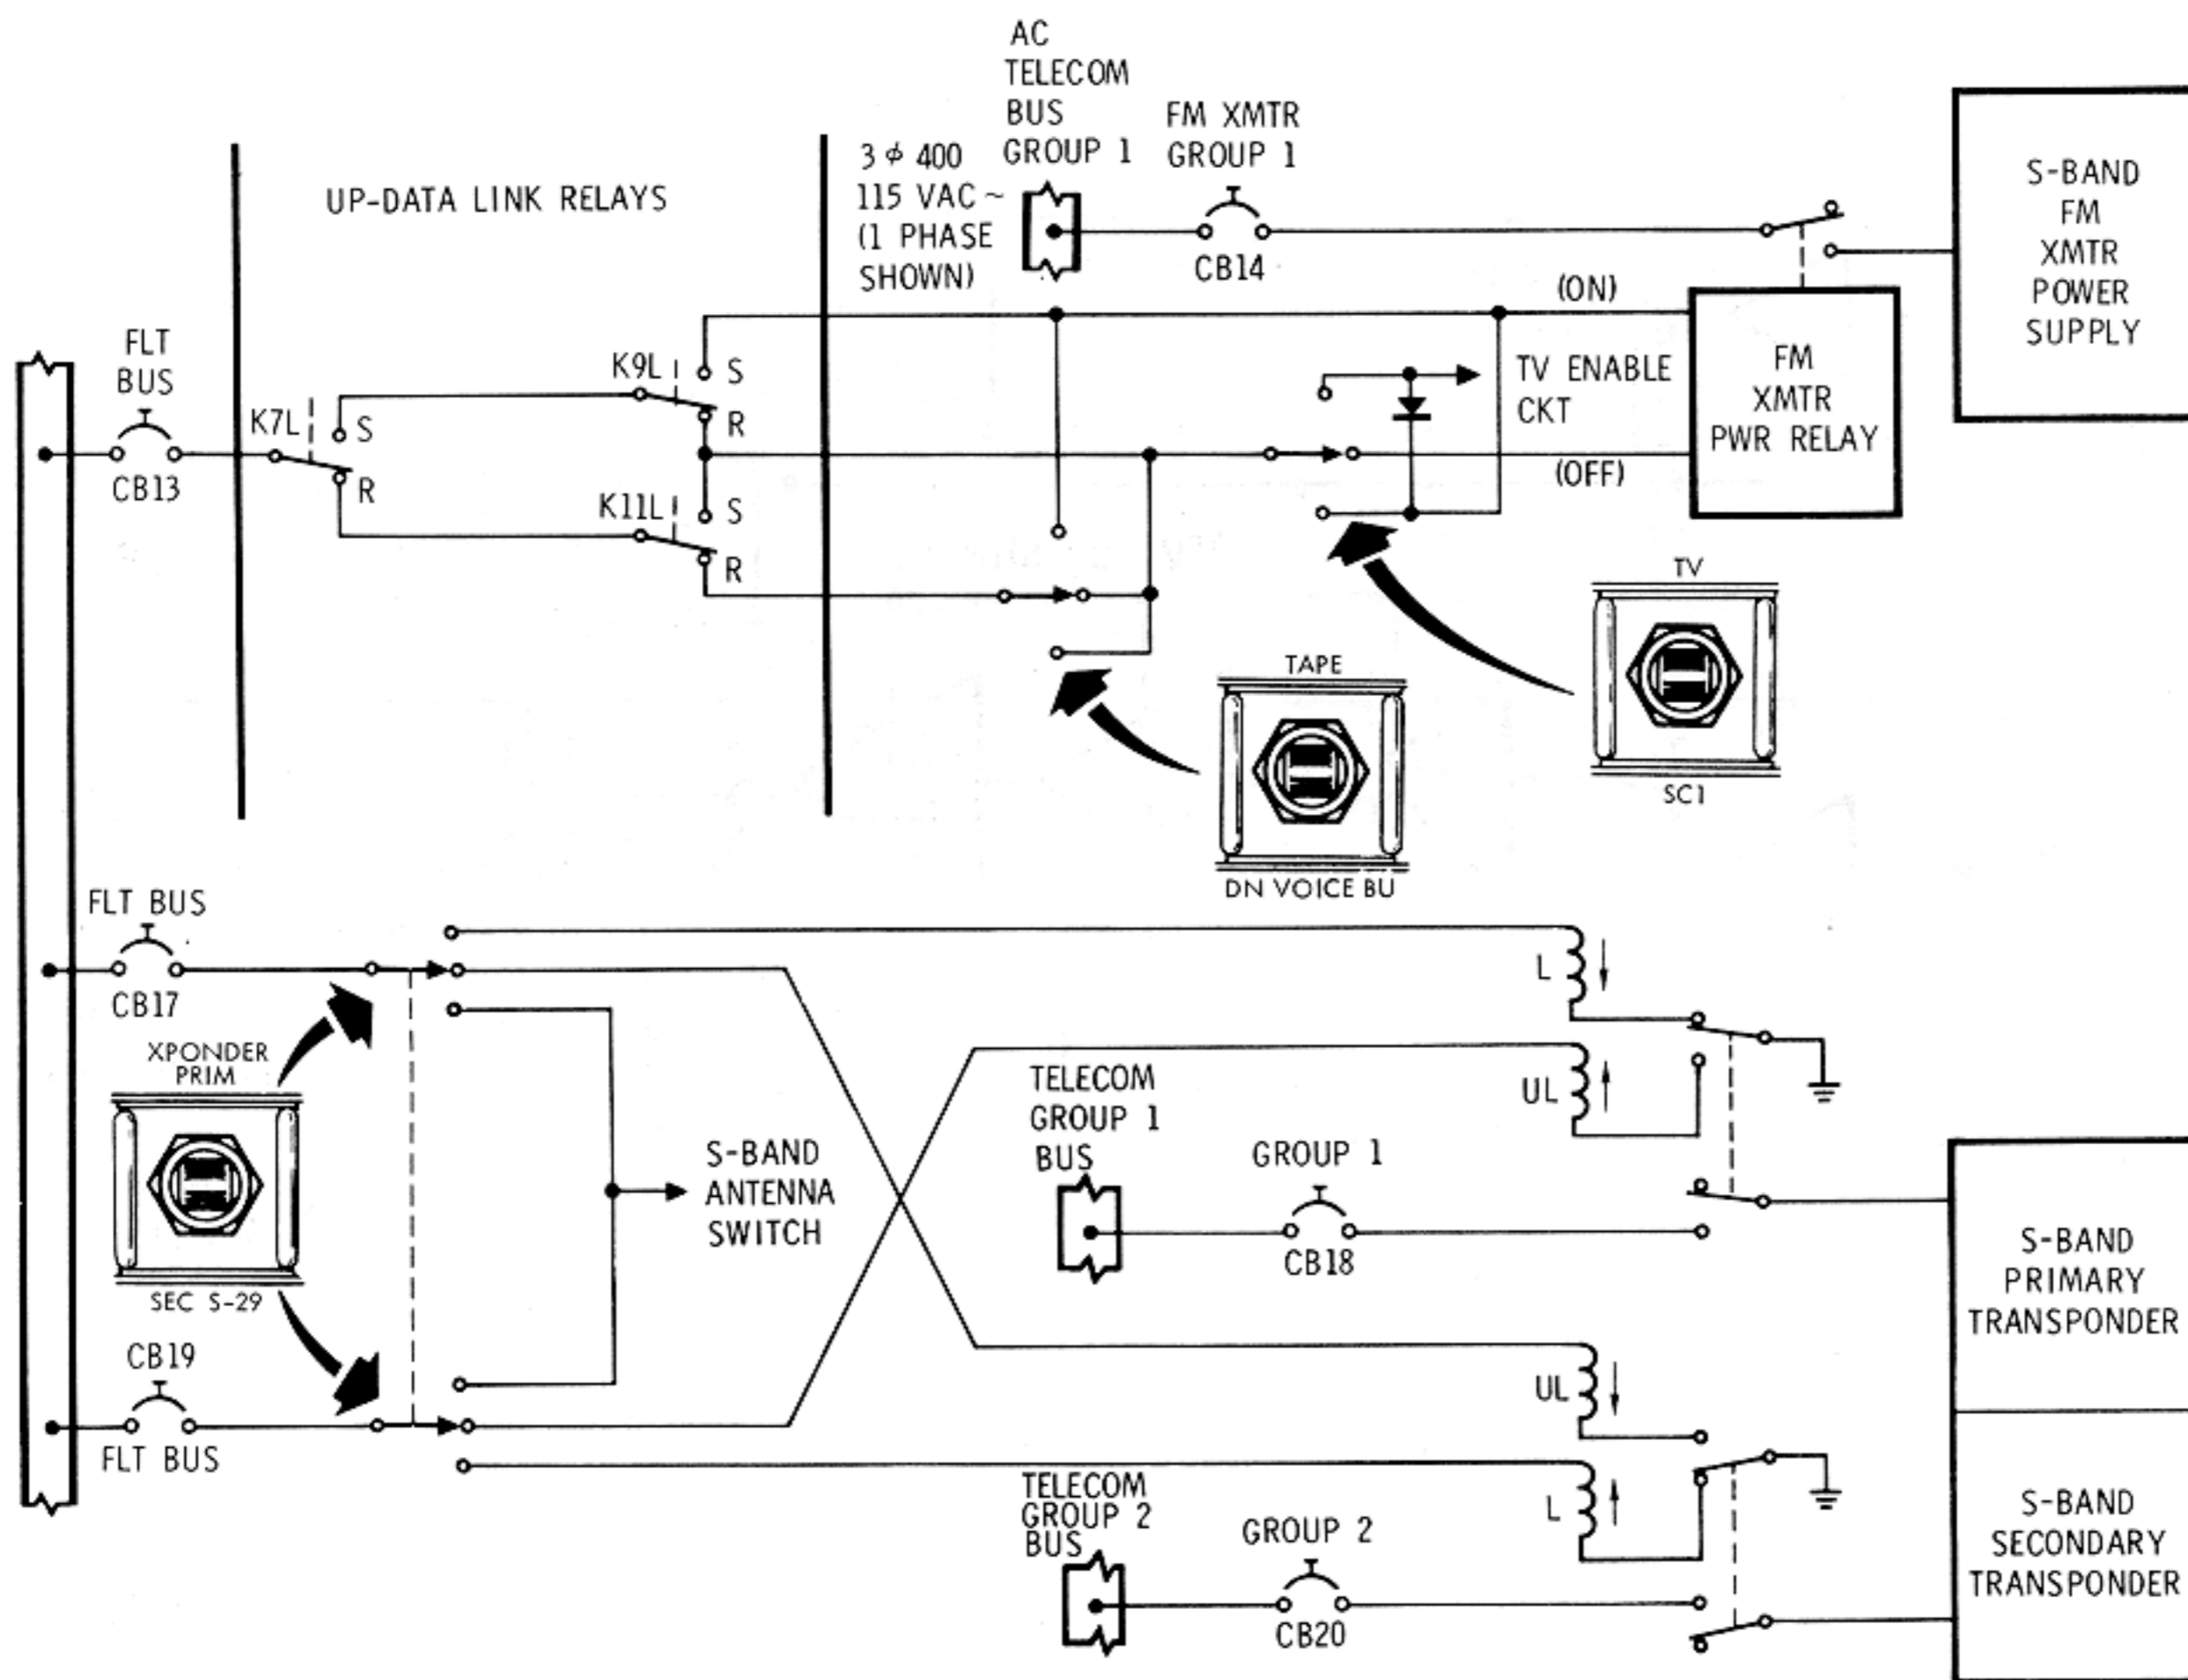 AC
TELECOM
BUS
GROUP 1
FM XMTR
GROUP 1
3 ϕ 400
115 VAC ~
(1 PHASE
SHOWN)
CB14
S-BAND
FM
XMTR
POWER
SUPPLY
UP-DATA LINK RELAYS
FLT
BUS
CB13
K7L
S
R
K9L
S
R
K11L
S
R
(ON)
TV ENABLE
CKT
(OFF)
FM
XMTR
PWR RELAY
TV
SC1
TAPE
DN VOICE BU
FLT BUS
CB17
XPONDER
PRIM
SEC S-29
CB19
FLT BUS
S-BAND
ANTENNA
SWITCH
L
UL
TELECOM
GROUP 1
BUS
GROUP 1
CB18
UL
L
TELECOM
GROUP 2
BUS
GROUP 2
CB20
S-BAND
PRIMARY
TRANSPONDER
S-BAND
SECONDARY
TRANSPONDER